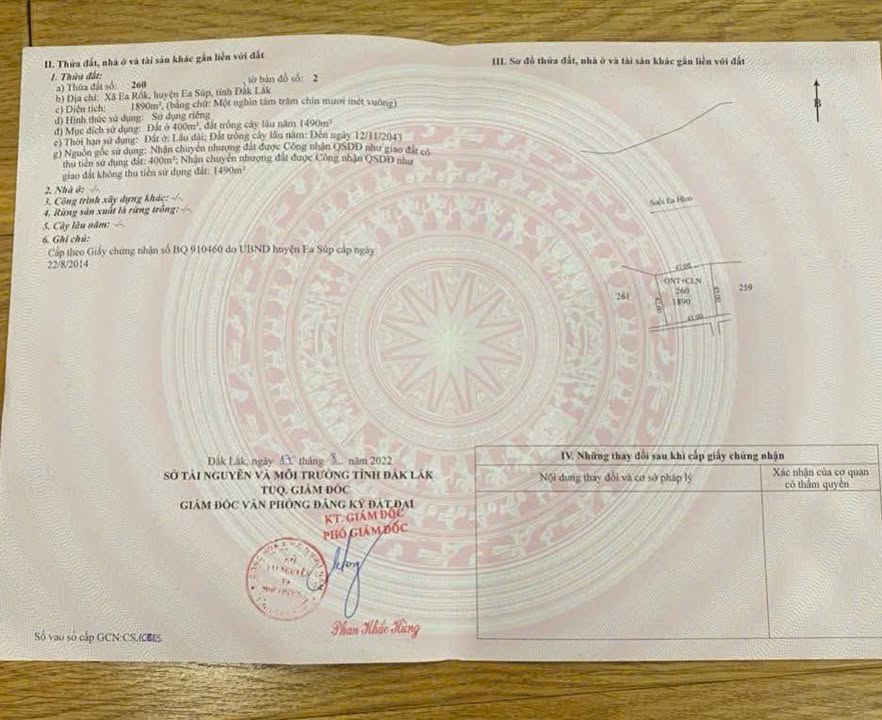 II. Thửa đất, nhà ở và tài sản khác gắn liền với đất
1. Thửa đất:
a) Thửa đất số: 260 , tờ bản đồ số: 2
b) Địa chỉ: Xã Ea Rốk, huyện Ea Súp, tỉnh Đắk Lắk
c) Diện tích: 1890m², (bằng chữ: Một nghìn tám trăm chín mươi mét vuông)
d) Hình thức sử dụng: Sử dụng riêng
đ) Mục đích sử dụng: Đất ở 400m², đất trồng cây lâu năm 1490m²
e) Thời hạn sử dụng: Đất ở: Lâu dài; Đất trồng cây lâu năm: Đến ngày 12/11/2043
g) Nguồn gốc sử dụng: Nhận chuyển nhượng đất được Công nhận QSDĐ như giao đất có
thu tiền sử dụng đất: 400m²; Nhận chuyển nhượng đất được Công nhận QSDĐ như
giao đất không thu tiền sử dụng đất: 1490m²
2. Nhà ở: -/-
3. Công trình xây dựng khác: -/-
4. Rừng sản xuất là rừng trồng: -/-
5. Cây lâu năm: -/-
6. Ghi chú:
Cấp theo Giấy chứng nhận số BQ 910460 do UBND huyện Ea Súp cấp ngày
22/8/2014
Đắk Lắk, ngày tháng năm 2022
SỞ TÀI NGUYÊN VÀ MÔI TRƯỜNG TỈNH ĐẮK LẮK
TUQ. GIÁM ĐỐC
GIÁM ĐỐC VĂN PHÒNG ĐĂNG KÝ ĐẤT ĐAI
KT. GIÁM ĐỐC
PHÓ GIÁM ĐỐC
Phan Khắc Hùng
Số vào sổ cấp GCN:CS
III. Sơ đồ thửa đất, nhà ở và tài sản khác gắn liền với đất
B
Suối Ea
43.00
ONT+CLN
260
1890
261
259
42.00
45.00
IV. Những thay đổi sau khi cấp giấy chứng nhận
Nội dung thay đổi và cơ sở pháp lý
Xác nhận của cơ quan
có thẩm quyền